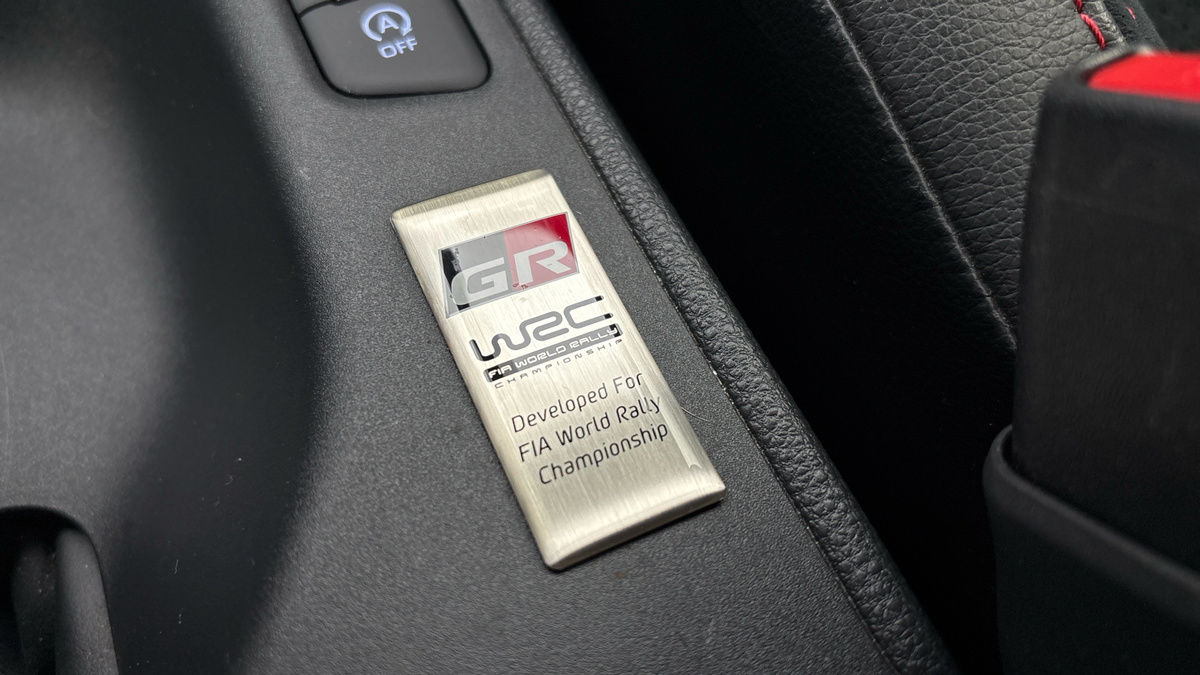 A
OFF
GR
WRC
FIA WORLD RALLY
CHAMPIONSHIP
Developed For
FIA World Rally
Championship